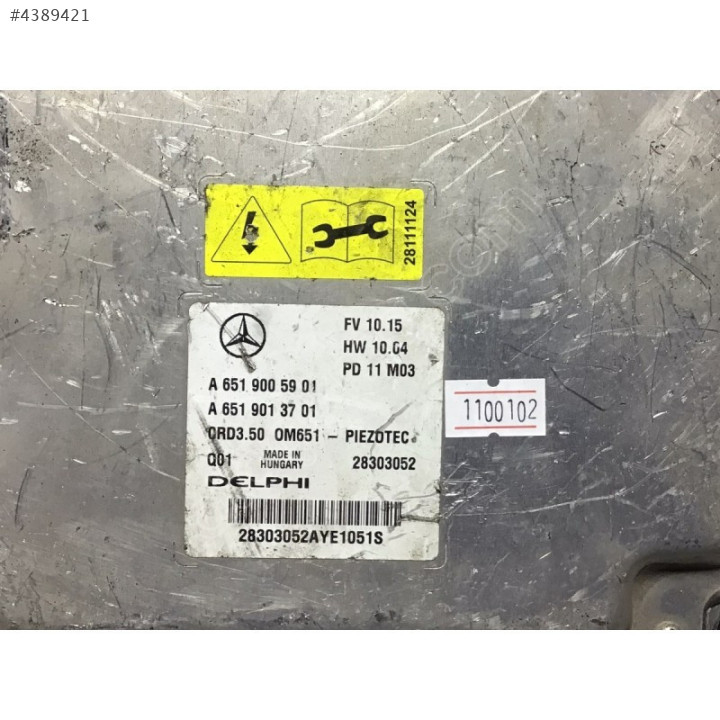 #4389421
28111124
FV 10.15
HW 10.04
PD 11 M03
A 651 900 59 01
A 651 901 37 01
CRD3.50 OM651 - PIEZOTEC
Q01 MADE IN HUNGARY 28303052
DELPHI
28303052AYE1051S
1100102